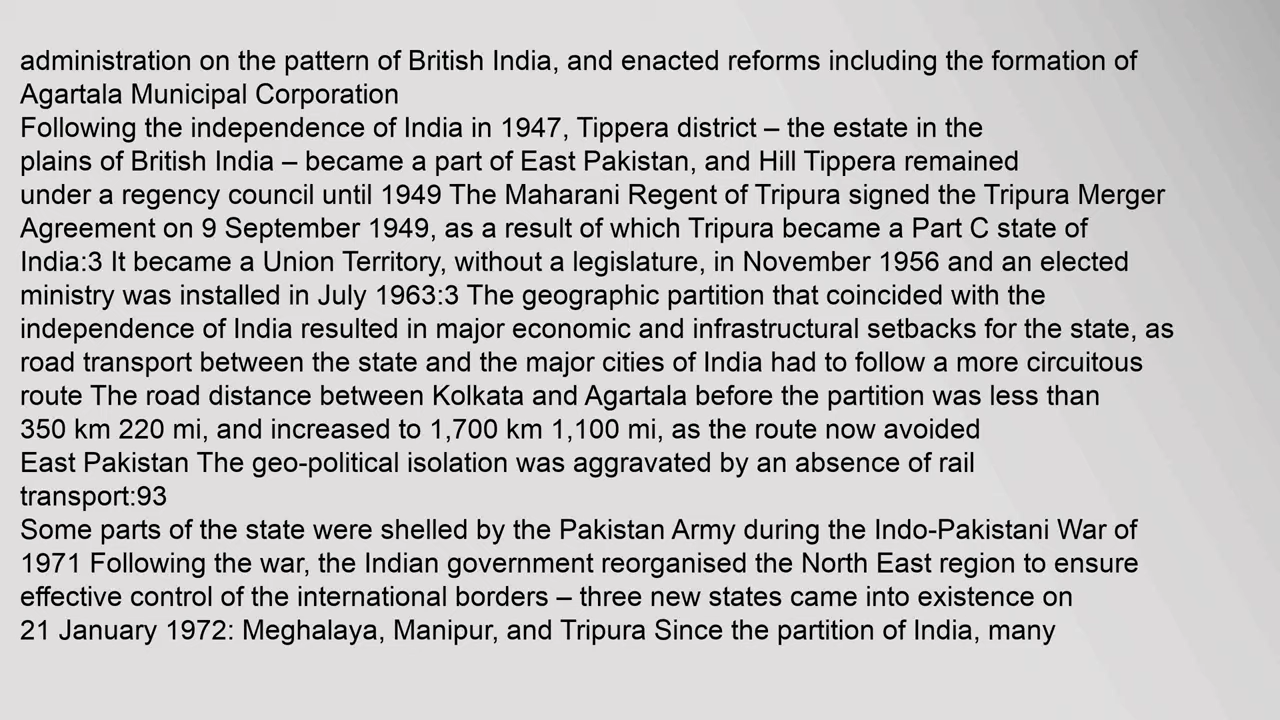 administration on the pattern of British India, and enacted reforms including the formation of
Agartala Municipal Corporation
Following the independence of India in 1947, Tippera district – the estate in the
plains of British India – became a part of East Pakistan, and Hill Tippera remained
under a regency council until 1949 The Maharani Regent of Tripura signed the Tripura Merger
Agreement on 9 September 1949, as a result of which Tripura became a Part C state of
India:3 It became a Union Territory, without a legislature, in November 1956 and an elected
ministry was installed in July 1963:3 The geographic partition that coincided with the
independence of India resulted in major economic and infrastructural setbacks for the state, as
road transport between the state and the major cities of India had to follow a more circuitous
route The road distance between Kolkata and Agartala before the partition was less than
350 km 220 mi, and increased to 1,700 km 1,100 mi, as the route now avoided
East Pakistan The geo-political isolation was aggravated by an absence of rail
transport:93
Some parts of the state were shelled by the Pakistan Army during the Indo-Pakistani War of
1971 Following the war, the Indian government reorganised the North East region to ensure
effective control of the international borders – three new states came into existence on
21 January 1972: Meghalaya, Manipur, and Tripura Since the partition of India, many